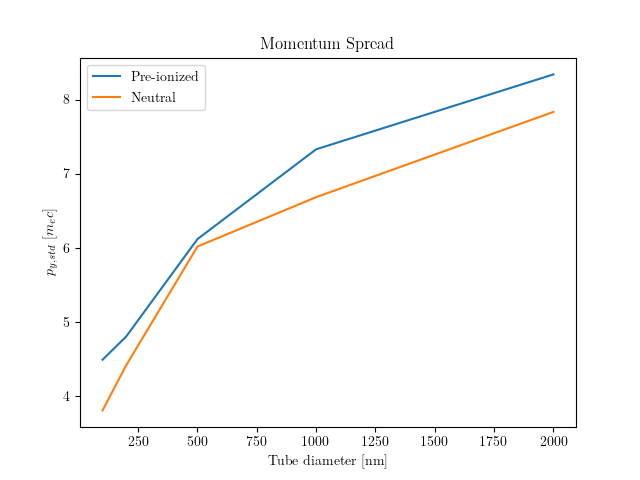 Momentum Spread
Pre-ionized
Neutral
8
7
6
5
4
p_{y,std} [m_e c]
250 500 750 1000 1250 1500 1750 2000
Tube diameter [nm]